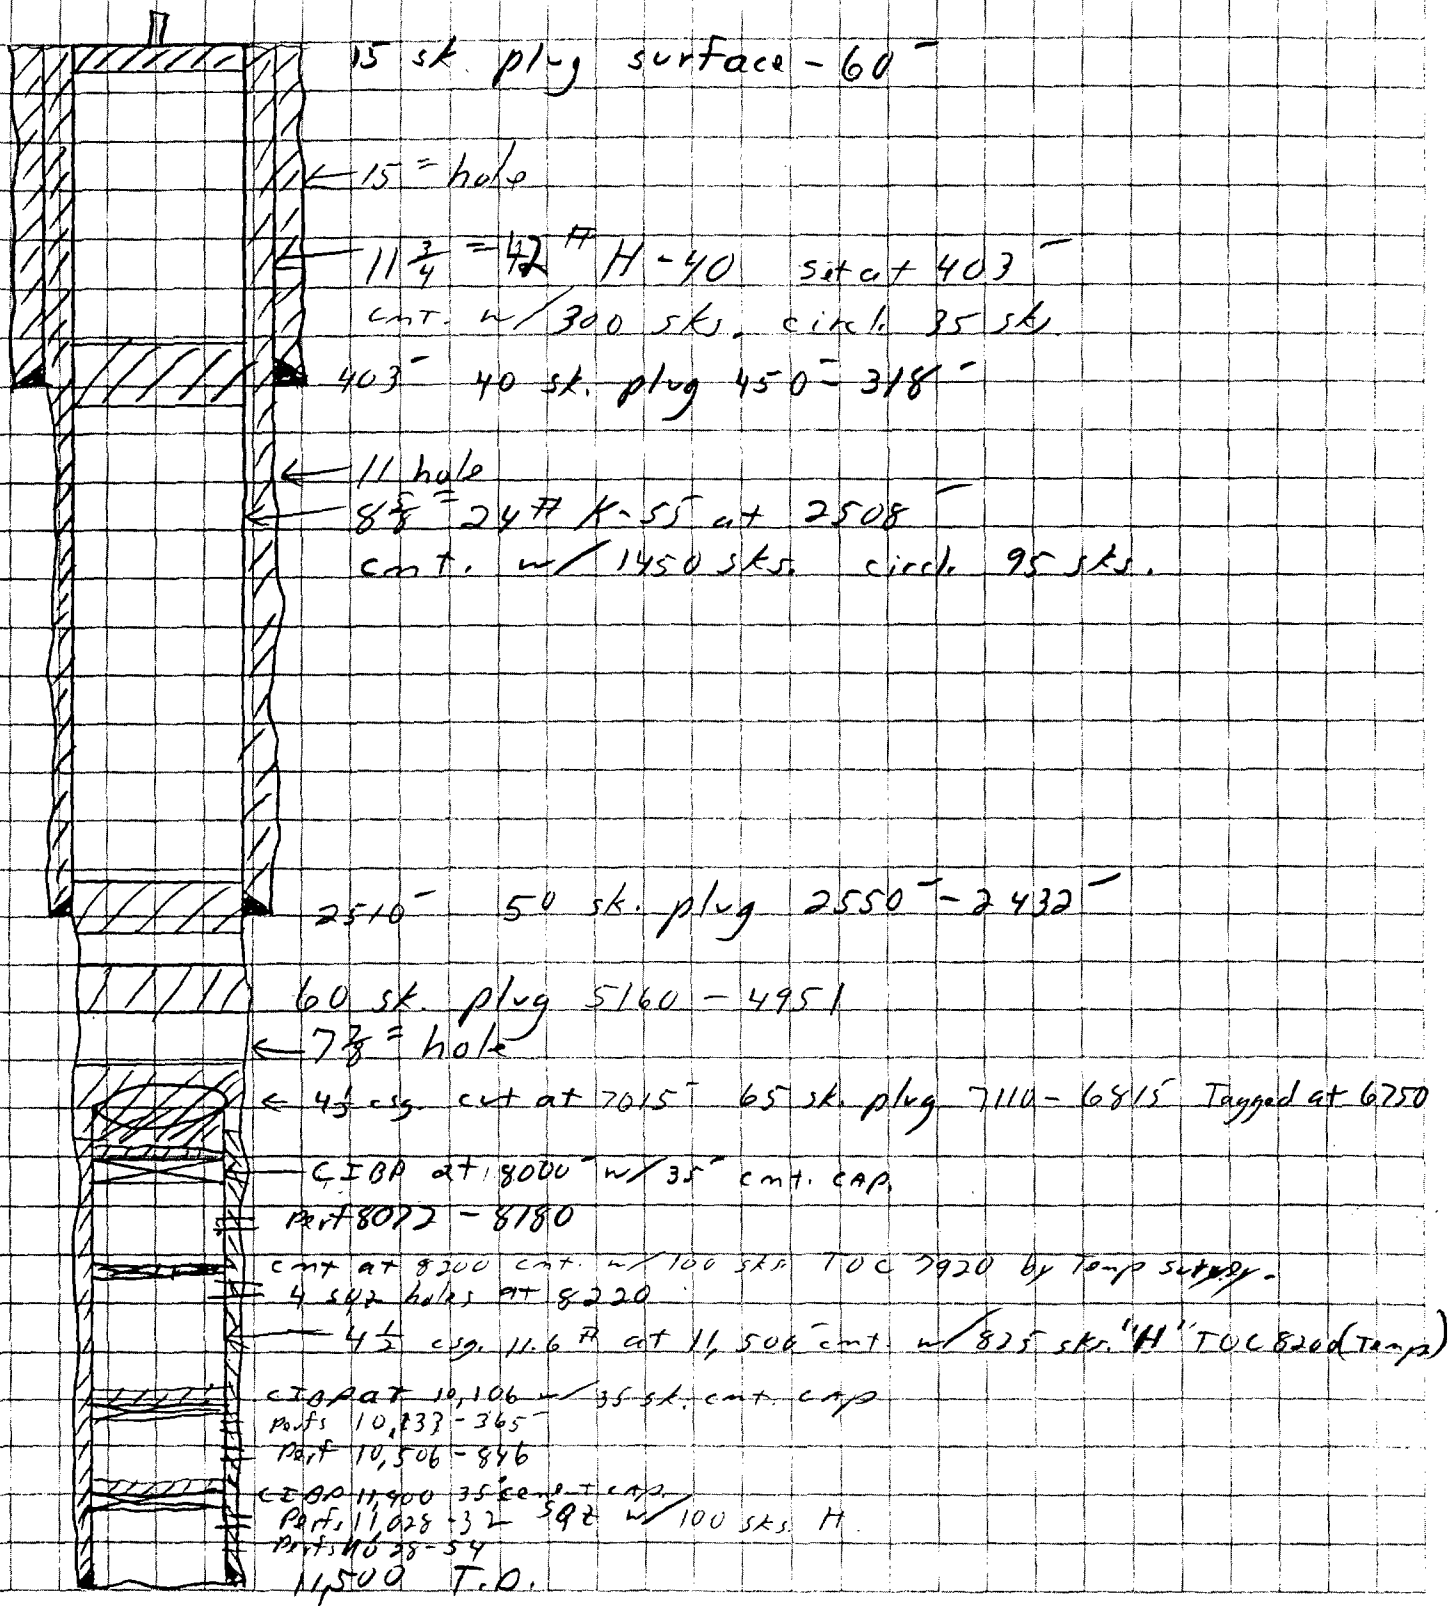 15 sk. plug surface - 60'
15" hole
11 3/4" 42# H-40 set at 403'
cmt. w/ 300 sks. circl. 35 sks.
403' 40 sk. plug 450' - 318'
11 hole
8 5/8" 24# K-55 at 2508'
cmt. w/ 1450 sks. circl. 95 sks.
2510' 50 sk. plug 2550' - 2432'
60 sk. plug 5160 - 4951
7 7/8" hole
4 1/2 csg. cut at 7015' 65 sk. plug 7110 - 6815 Tagged at 6750
CIBP at 8000' w/ 35' cmt. CAP.
Perf 8072 - 8180
cmt at 8200 cmt. w/ 100 sks TOC 7920 by Temp survey.
4 sqz holes at 8220
4 1/2 csg. 11.6# at 11,500' cmt. w/ 825 sks. "H" TOC 8200 (Temp)
CIBP AT 10,106 w/ 35 sk. cmt. CAP
Perfs 10,233 - 365'
Perf 10,506 - 846
CIBP 35' cement CAP
Perfs 11,028 - 32 SQZ w/ 100 sks H.
Perfs 28-54
11,500 T.D.